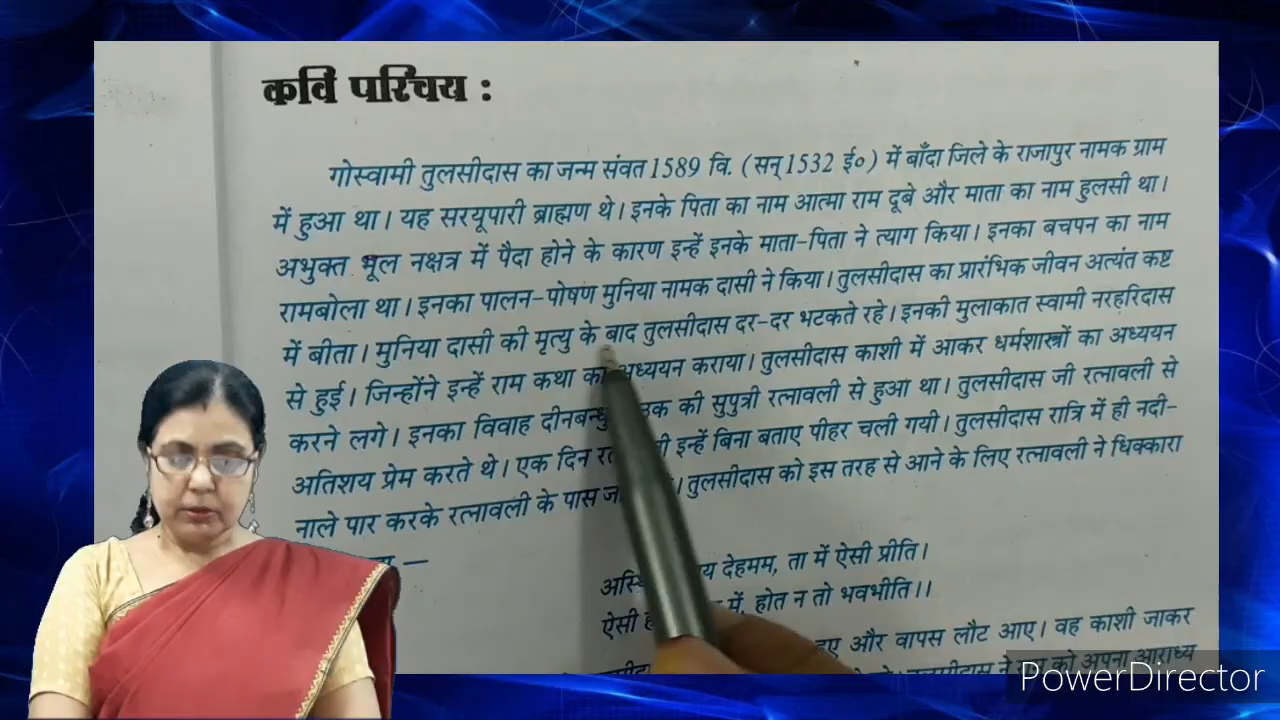 कवि परिचय :
गोस्वामी तुलसीदास का जन्म संवत 1589 वि. (सन् 1532 ई०) में बाँदा जिले के राजापुर नामक ग्राम
में हुआ था। यह सरयूपारी ब्राह्मण थे। इनके पिता का नाम आत्मा राम दूबे और माता का नाम हुलसी था।
अभुक्त मूल नक्षत्र में पैदा होने के कारण इन्हें इनके माता-पिता ने त्याग किया। इनका बचपन का नाम
रामबोला था। इनका पालन-पोषण मुनिया नामक दासी ने किया। तुलसीदास का प्रारंभिक जीवन अत्यंत कष्ट
में बीता। मुनिया दासी की मृत्यु के बाद तुलसीदास दर-दर भटकते रहे। इनकी मुलाकात स्वामी नरहरिदास
से हुई। जिन्होंने इन्हें राम कथा का अध्ययन कराया। तुलसीदास काशी में आकर धर्मशास्त्रों का अध्ययन
करने लगे। इनका विवाह दीनबन्धु की सुपुत्री रत्नावली से हुआ था। तुलसीदास जी रत्नावली से
अतिशय प्रेम करते थे। एक दिन इन्हें बिना बताए पीहर चली गयी। तुलसीदास रात्रि में ही नदी-
नाले पार करके रत्नावली के पास तुलसीदास को इस तरह से आने के लिए रत्नावली ने धिक्कारा
—
देहमम, ता में ऐसी प्रीति।
ऐसी में, होत न तो भवभीति।।
और वापस लौट आए। वह काशी जाकर
को अपना आराध्य
PowerDirector